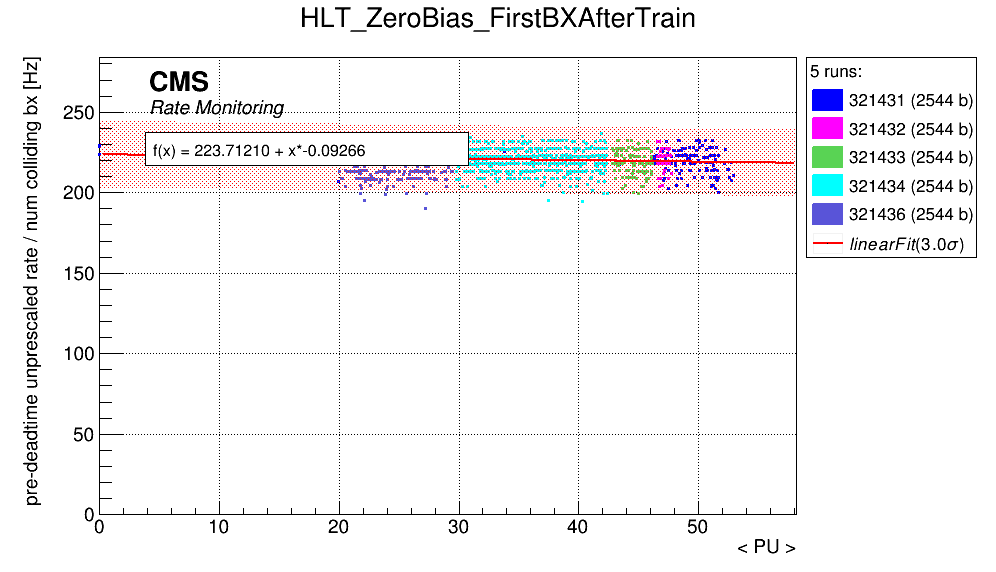 HLT_ZeroBias_FirstBXAfterTrain
pre-deadtime unprescaled rate / num colliding bx [Hz]
CMS
Rate Monitoring
f(x) = 223.71210 + x*-0.09266
250
200
150
100
50
0
0 10 20 30 40 50
< PU >
5 runs:
321431 (2544 b)
321432 (2544 b)
321433 (2544 b)
321434 (2544 b)
321436 (2544 b)
linearFit(3.0σ)